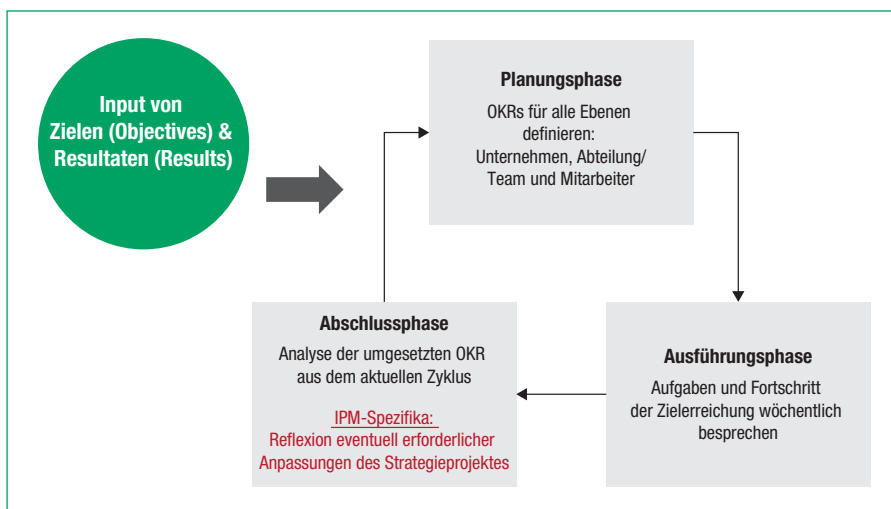 Input von
Zielen (Objectives) &
Resultaten (Results)
Planungsphase
OKRs für alle Ebenen
definieren:
Unternehmen, Abteilung/
Team und Mitarbeiter
Abschlussphase
Analyse der umgesetzten OKR
aus dem aktuellen Zyklus
IPM-Spezifika:
Reflexion eventuell erforderlicher
Anpassungen des Strategieprojektes
Ausführungsphase
Aufgaben und Fortschritt
der Zielerreichung wöchentlich
besprechen